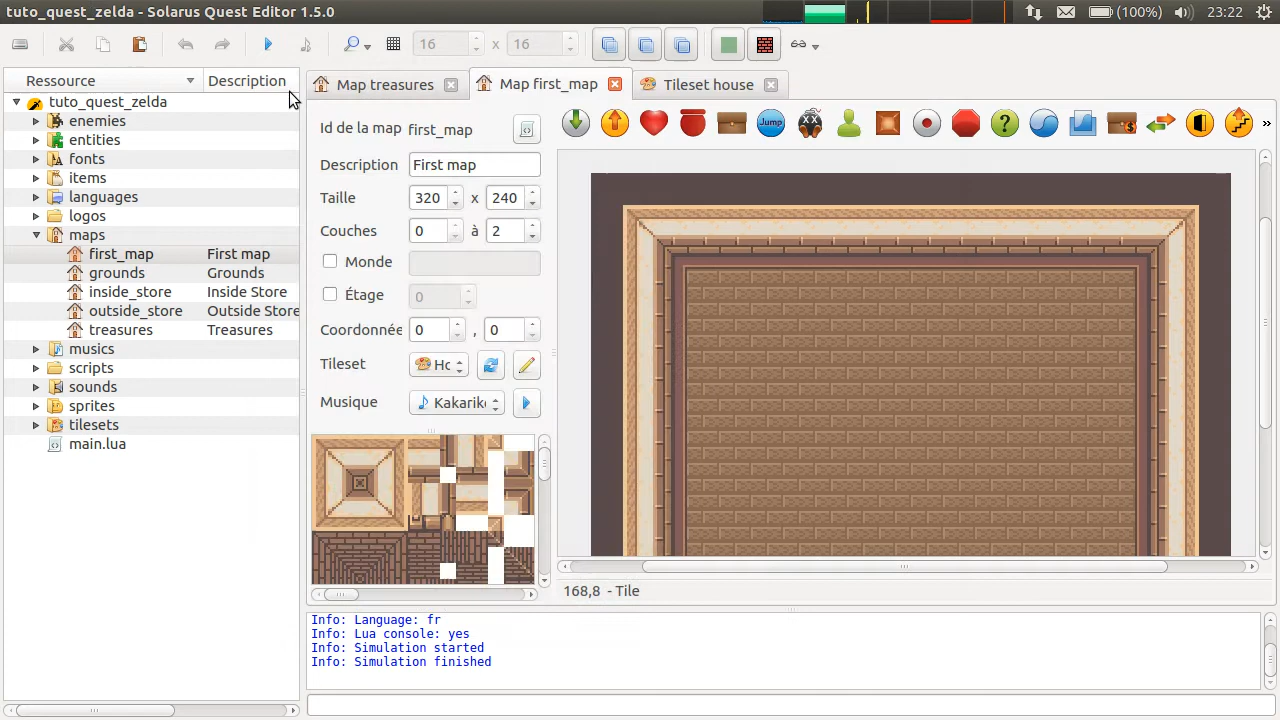 tuto_quest_zelda - Solarus Quest Editor 1.5.0
(100%)
23:22
16 x 16
Ressource
Description
tuto_quest_zelda
enemies
entities
fonts
items
languages
logos
maps
first_map First map
grounds Grounds
inside_store Inside Store
outside_store Outside Store
treasures Treasures
musics
scripts
sounds
sprites
tilesets
main.lua
Map treasures
Map first_map
Tileset house
Id de la map first_map
Description First map
Taille 320 x 240
Couches 0 à 2
Monde
Étage 0
Coordonnée 0 , 0
Tileset Ho
Musique Kakarik
Jump
?
$
»
168,8 - Tile
Info: Language: fr
Info: Lua console: yes
Info: Simulation started
Info: Simulation finished